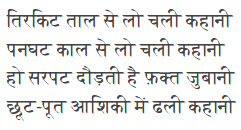 तिरकिट ताल से लो चली कहानी
पनघट काल से लो चली कहानी
हो सरपट दौड़ती है फ़क्त जुबानी
छूट-पूत आशिकी में ढली कहानी